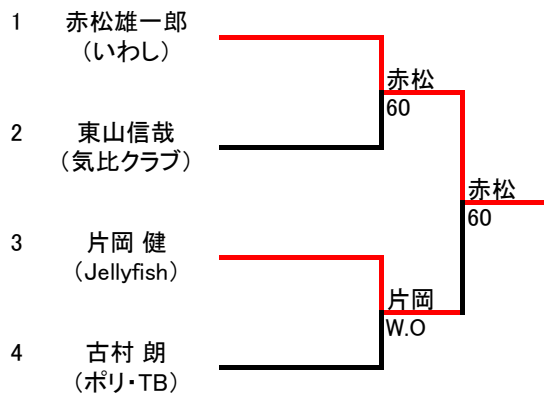 1 赤松雄一郎
(いわし)
赤松
60
2 東山信哉
(気比クラブ)
赤松
60
3 片岡 健
(Jellyfish)
片岡
W.O
4 古村 朗
(ポリ・TB)